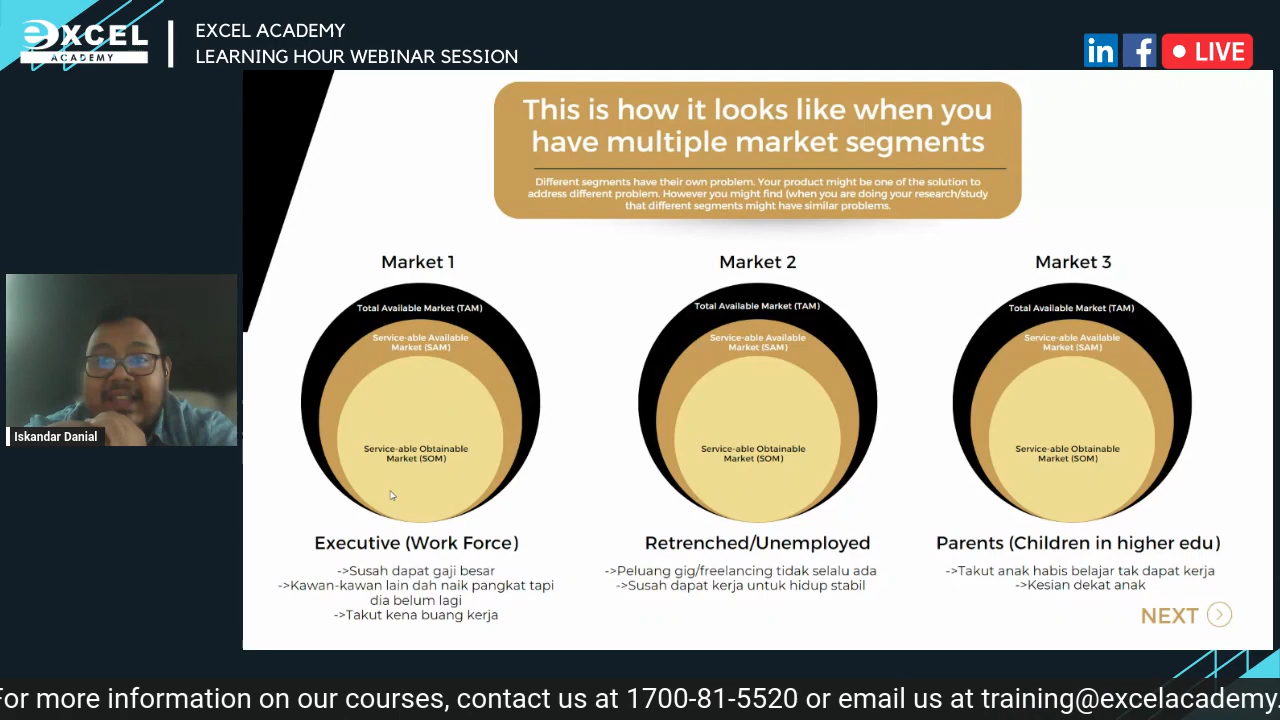 eXCEL
ACADEMY
EXCEL ACADEMY
LEARNING HOUR WEBINAR SESSION
in
f
LIVE
This is how it looks like when you
have multiple market segments
Different segments have their own problem. Your product might be one of the solution to
address different problem. However you might find (when you are doing your research/study
that different segments might have similar problems.
Market 1
Total Available Market (TAM)
Service-able Available
Market (SAM)
Service-able Obtainable
Market (SOM)
Executive (Work Force)
->Susah dapat gaji besar
->Kawan-kawan lain dah naik pangkat tapi
dia belum lagi
->Takut kena buang kerja
Market 2
Total Available Market (TAM)
Service-able Available
Market (SAM)
Service-able Obtainable
Market (SOM)
Retrenched/Unemployed
->Peluang gig/freelancing tidak selalu ada
->Susah dapat kerja untuk hidup stabil
Market 3
Total Available Market (TAM)
Service-able Available
Market (SAM)
Service-able Obtainable
Market (SOM)
Parents (Children in higher edu)
->Takut anak habis belajar tak dapat kerja
->Kesian dekat anak
NEXT
Iskandar Danial
For more information on our courses, contact us at 1700-81-5520 or email us at training@excelacademy.